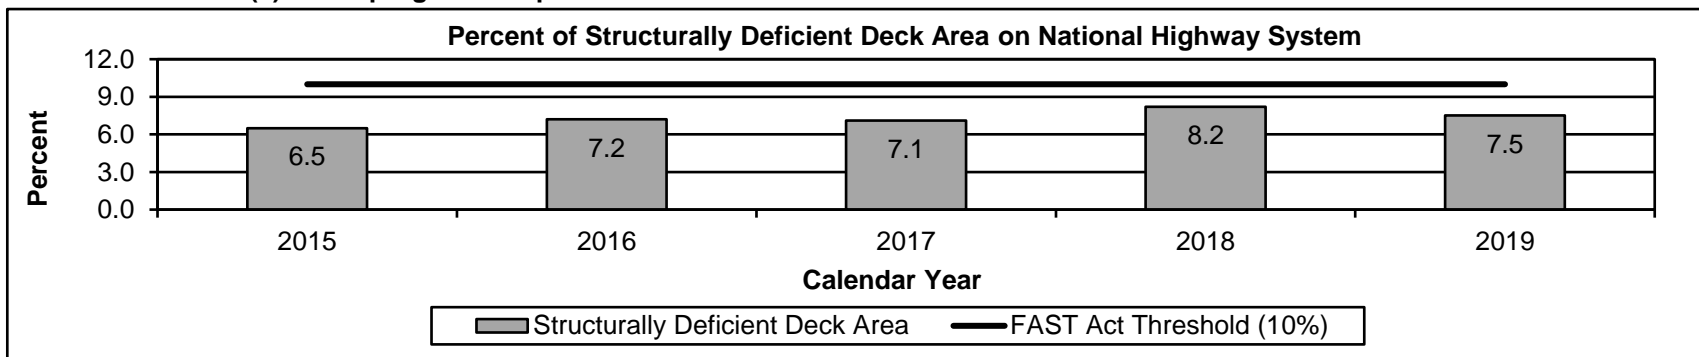 Percent of Structurally Deficient Deck Area on National Highway System
12.0
9.0
6.0
3.0
0.0
Percent
6.5
7.2
7.1
8.2
7.5
2015 2016 2017 2018 2019
Calendar Year
Structurally Deficient Deck Area FAST Act Threshold (10%)